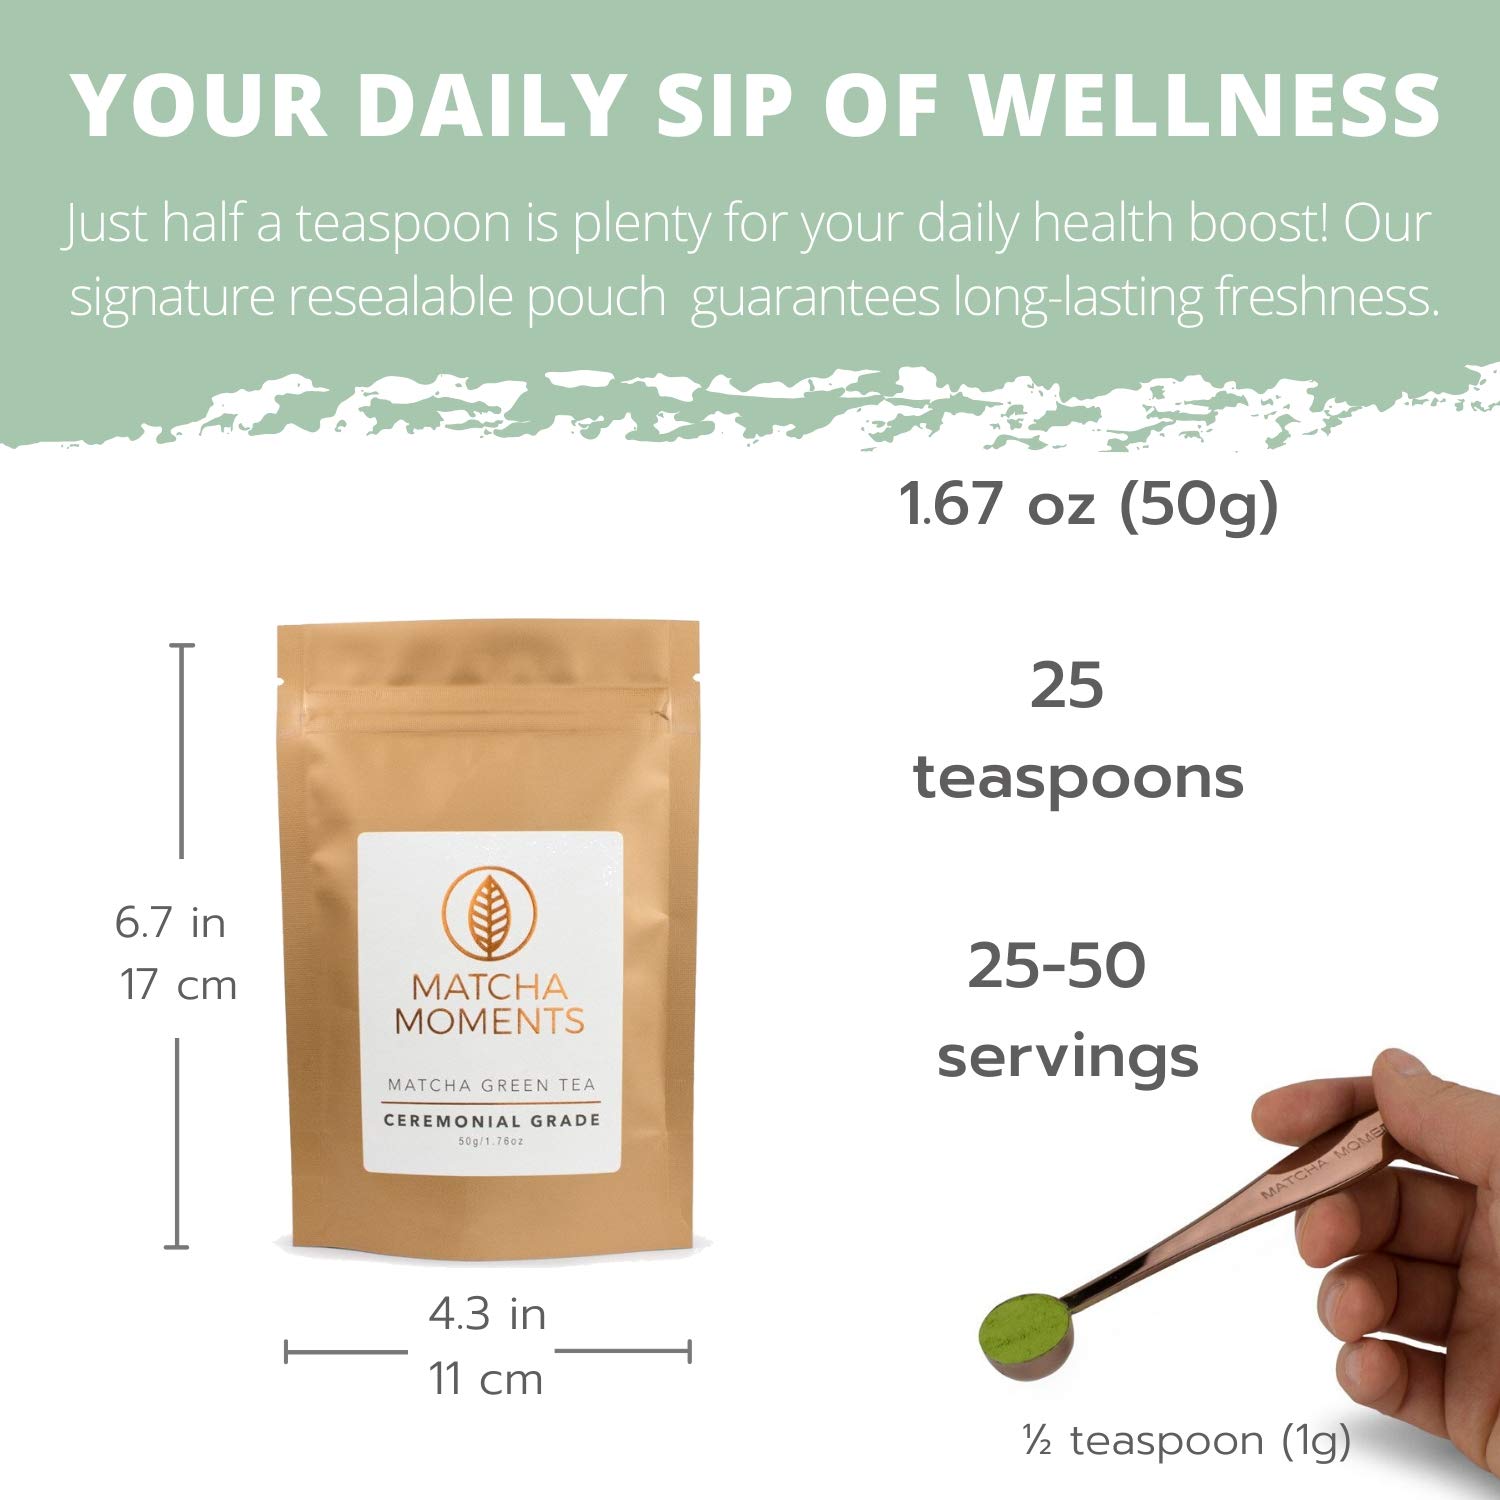 YOUR DAILY SIP OF WELLNESS
Just half a teaspoon is plenty for your daily health boost! Our
signature resealable pouch guarantees long-lasting freshness.
1.67 oz (50g)
25
teaspoons
25-50
servings
6.7 in
17 cm
MATCHA
MOMENTS
MATCHA GREEN TEA
CEREMONIAL GRADE
50g/1.76oz
4.3 in
11 cm
MATCHA MOME
½ teaspoon (1g)